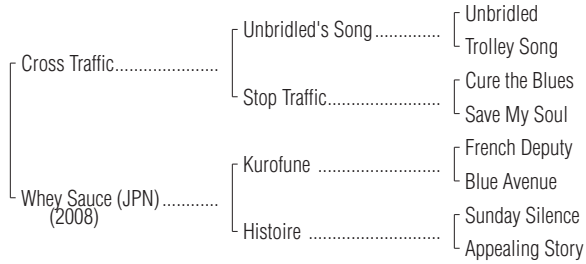 Unbridled
Unbridled's Song..............
Trolley Song
Cross Traffic......................
Cure the Blues
Stop Traffic........................
Save My Soul
French Deputy
Kurofune ..........................
Blue Avenue
Whey Sauce (JPN)............
(2008)
Sunday Silence
Histoire ............................
Appealing Story